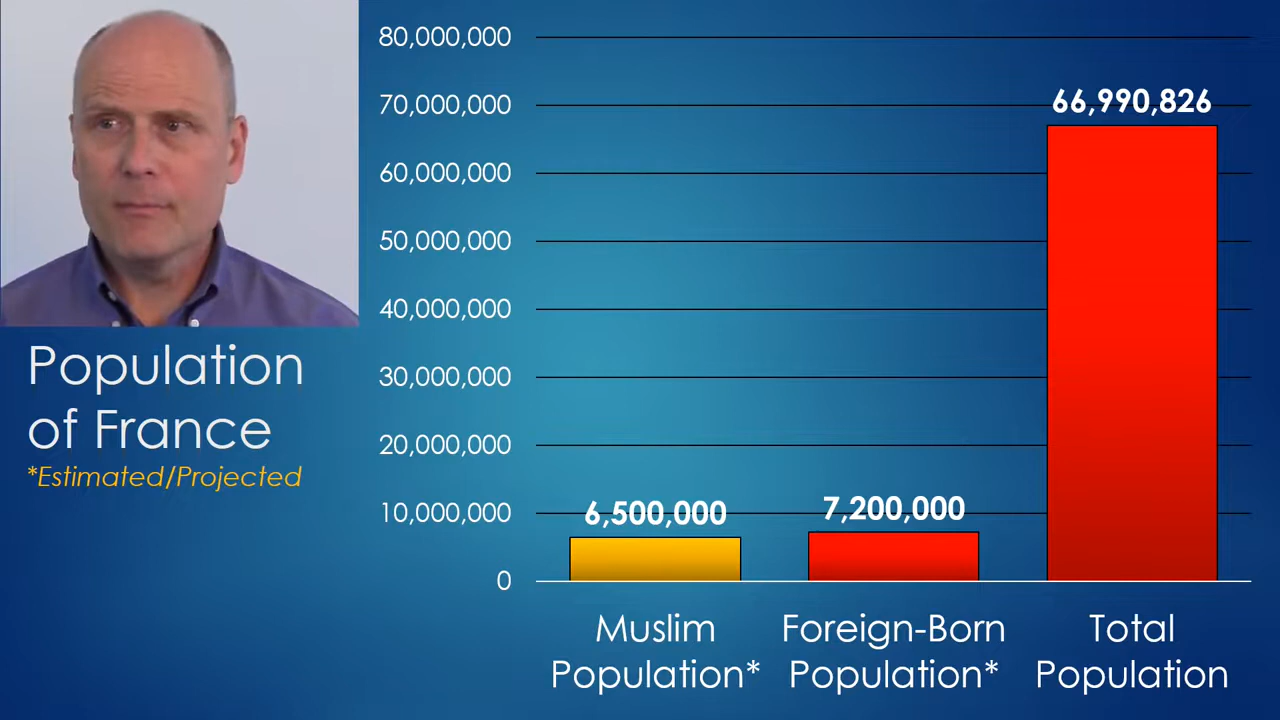 Population
of France
*Estimated/Projected
80,000,000
70,000,000
60,000,000
50,000,000
40,000,000
30,000,000
20,000,000
10,000,000
0
6,500,000
7,200,000
66,990,826
Muslim
Population*
Foreign-Born
Population*
Total
Population